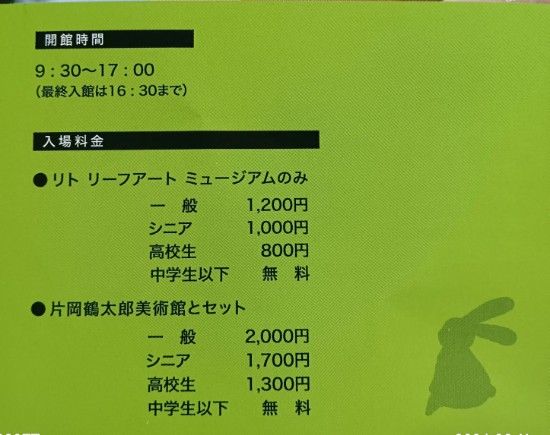 開館時間
9:30〜17:00
（最終入館は16:30まで）
入場料金
●リト リーフアート ミュージアムのみ
一 般 1,200円
シニア 1,000円
高校生 800円
中学生以下 無 料
●片岡鶴太郎美術館とセット
一 般 2,000円
シニア 1,700円
高校生 1,300円
中学生以下 無 料